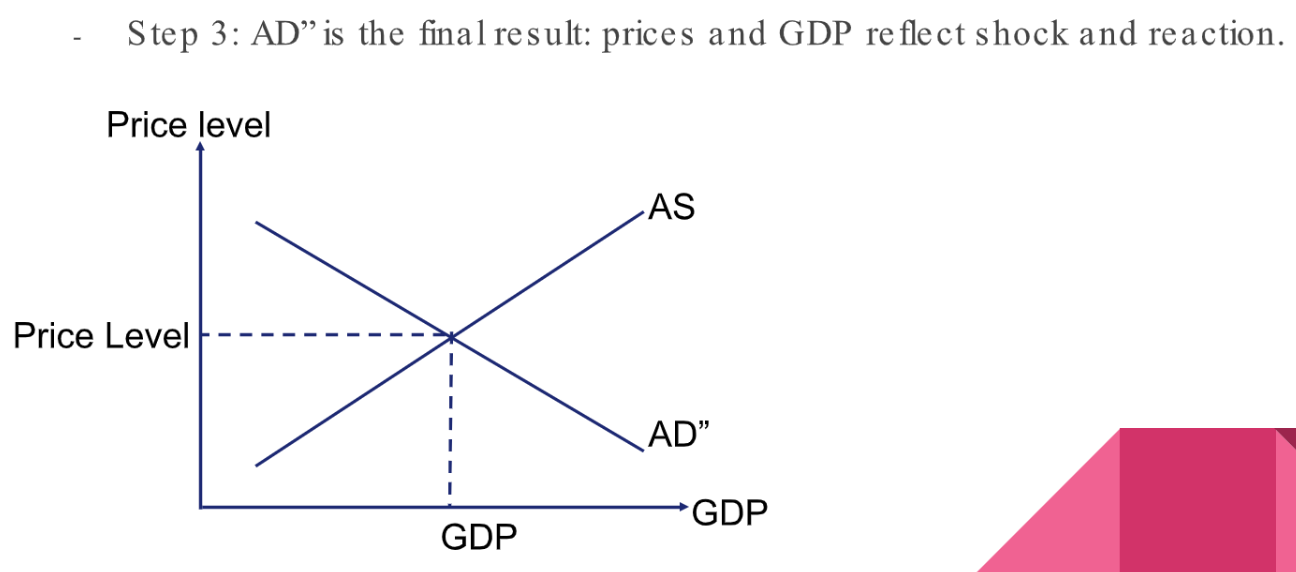 - Step 3: AD” is the final result: prices and GDP reflect shock and reaction.
Price level
AS
Price Level
AD”
GDP
GDP